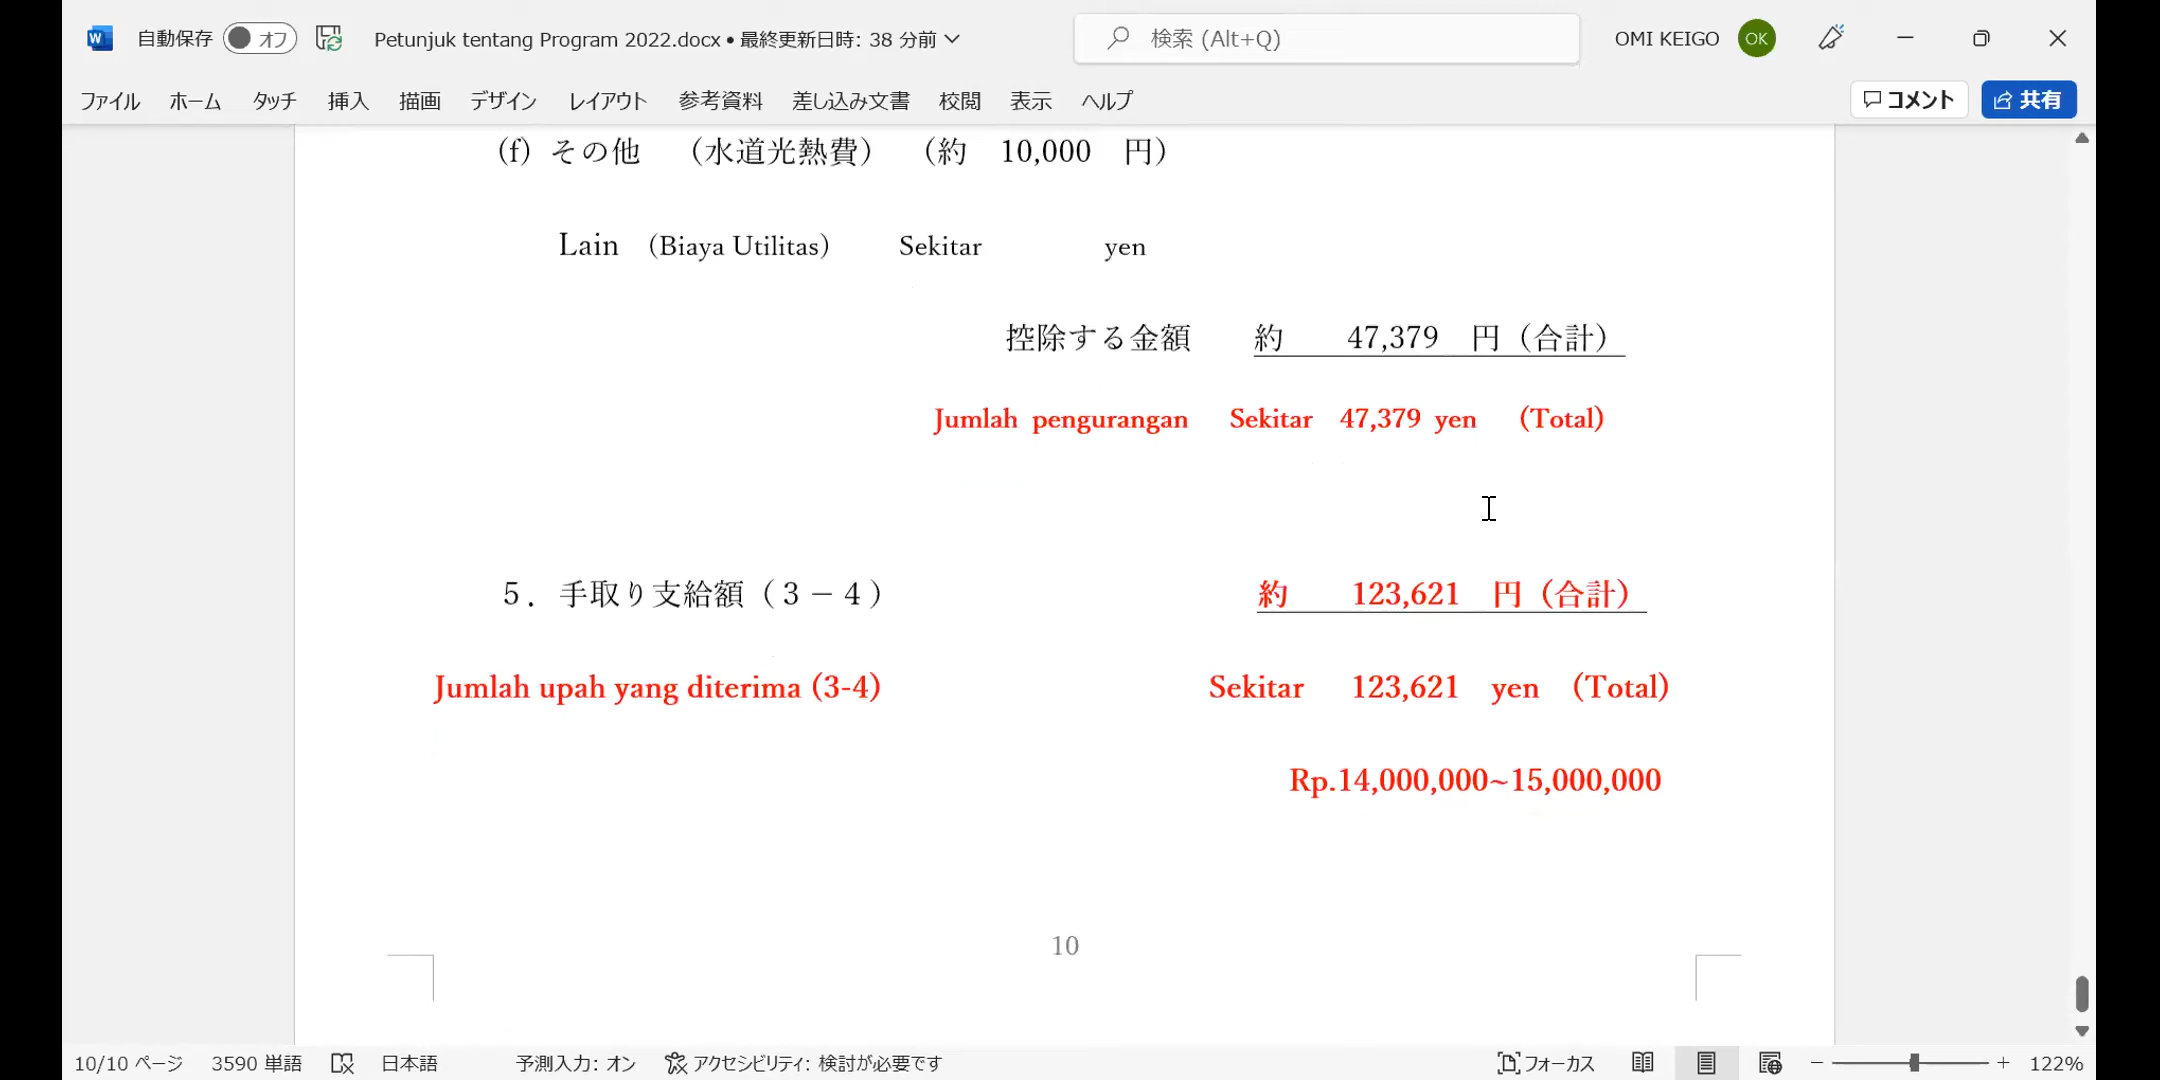 自動保存 オフ Petunjuk tentang Program 2022.docx • 最終更新日時: 38 分前 検索 (Alt+Q) OMI KEIGO OK
ファイル ホーム タッチ 挿入 描画 デザイン レイアウト 参考資料 差し込み文書 校閲 表示 ヘルプ コメント 共有
(f) その他 （水道光熱費） （約 10,000 円）
Lain （Biaya Utilitas） Sekitar yen
控除する金額 約 47,379 円（合計）
Jumlah pengurangan Sekitar 47,379 yen (Total)
５．手取り支給額（３－４） 約 123,621 円（合計）
Jumlah upah yang diterima (3-4) Sekitar 123,621 yen (Total)
Rp.14,000,000~15,000,000
10
10/10 ページ 3590 単語 日本語 予測入力: オン アクセシビリティ: 検討が必要です フォーカス 122%